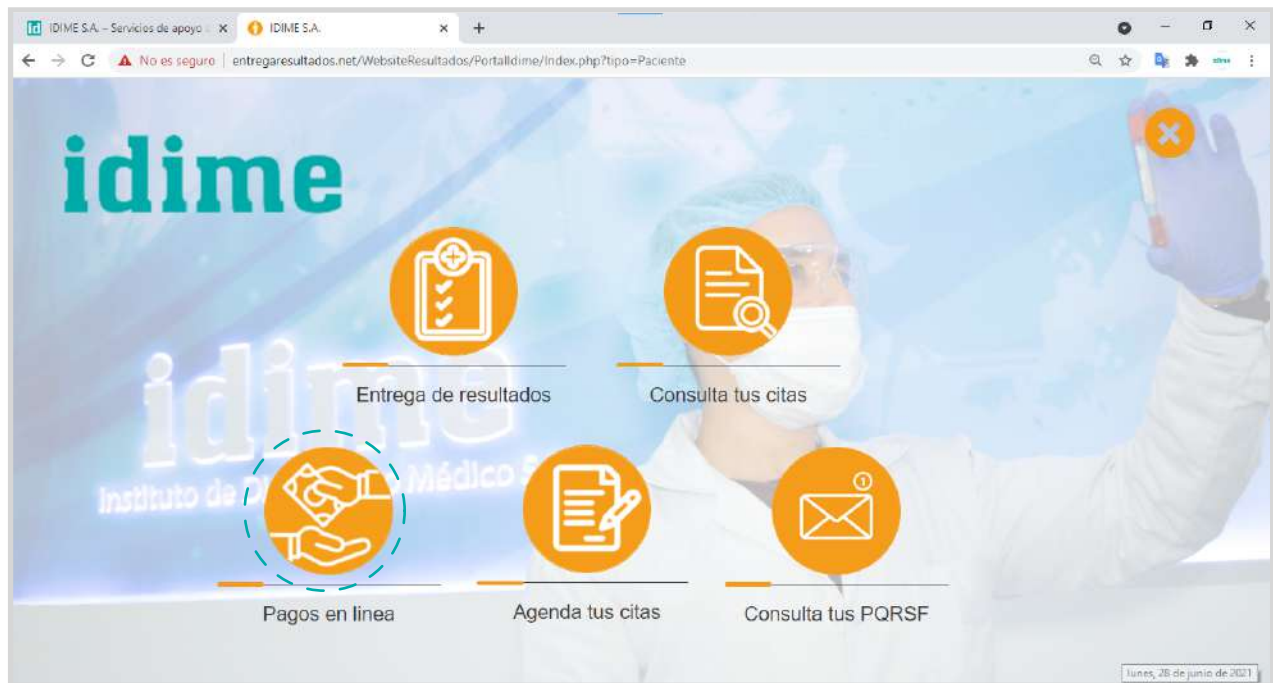 IDIME S.A. – Servicios de apoyo
IDIME S.A.
No es seguro | entregaresultados.net/WebsiteResultados/PortalIdime/Index.php?tipo=Paciente
idime
idime
Instituto de D Médico S
Entrega de resultados
Consulta tus citas
1
Pagos en linea
Agenda tus citas
Consulta tus PQRSF
lunes, 28 de junio de 2021